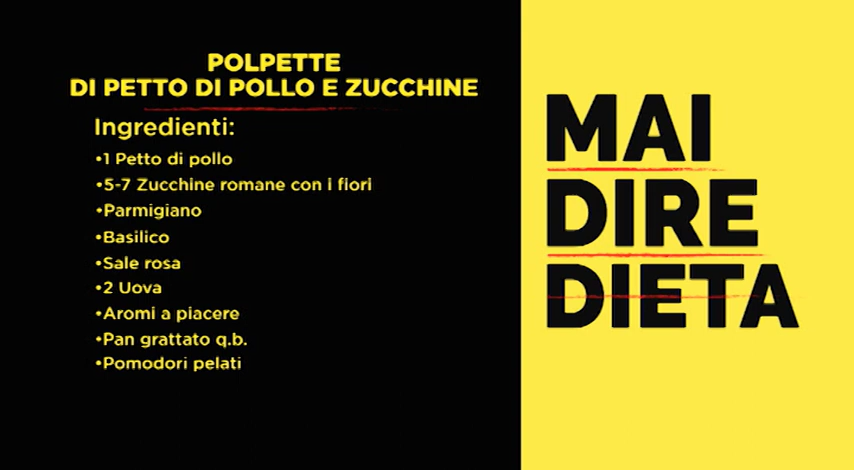 POLPETTE
DI PETTO DI POLLO E ZUCCHINE
Ingredienti:
•1 Petto di pollo
•5-7 Zucchine romane con i fiori
•Parmigiano
•Basilico
•Sale rosa
•2 Uova
•Aromi a piacere
•Pan grattato q.b.
•Pomodori pelati
MAI
DIRE
DIETA